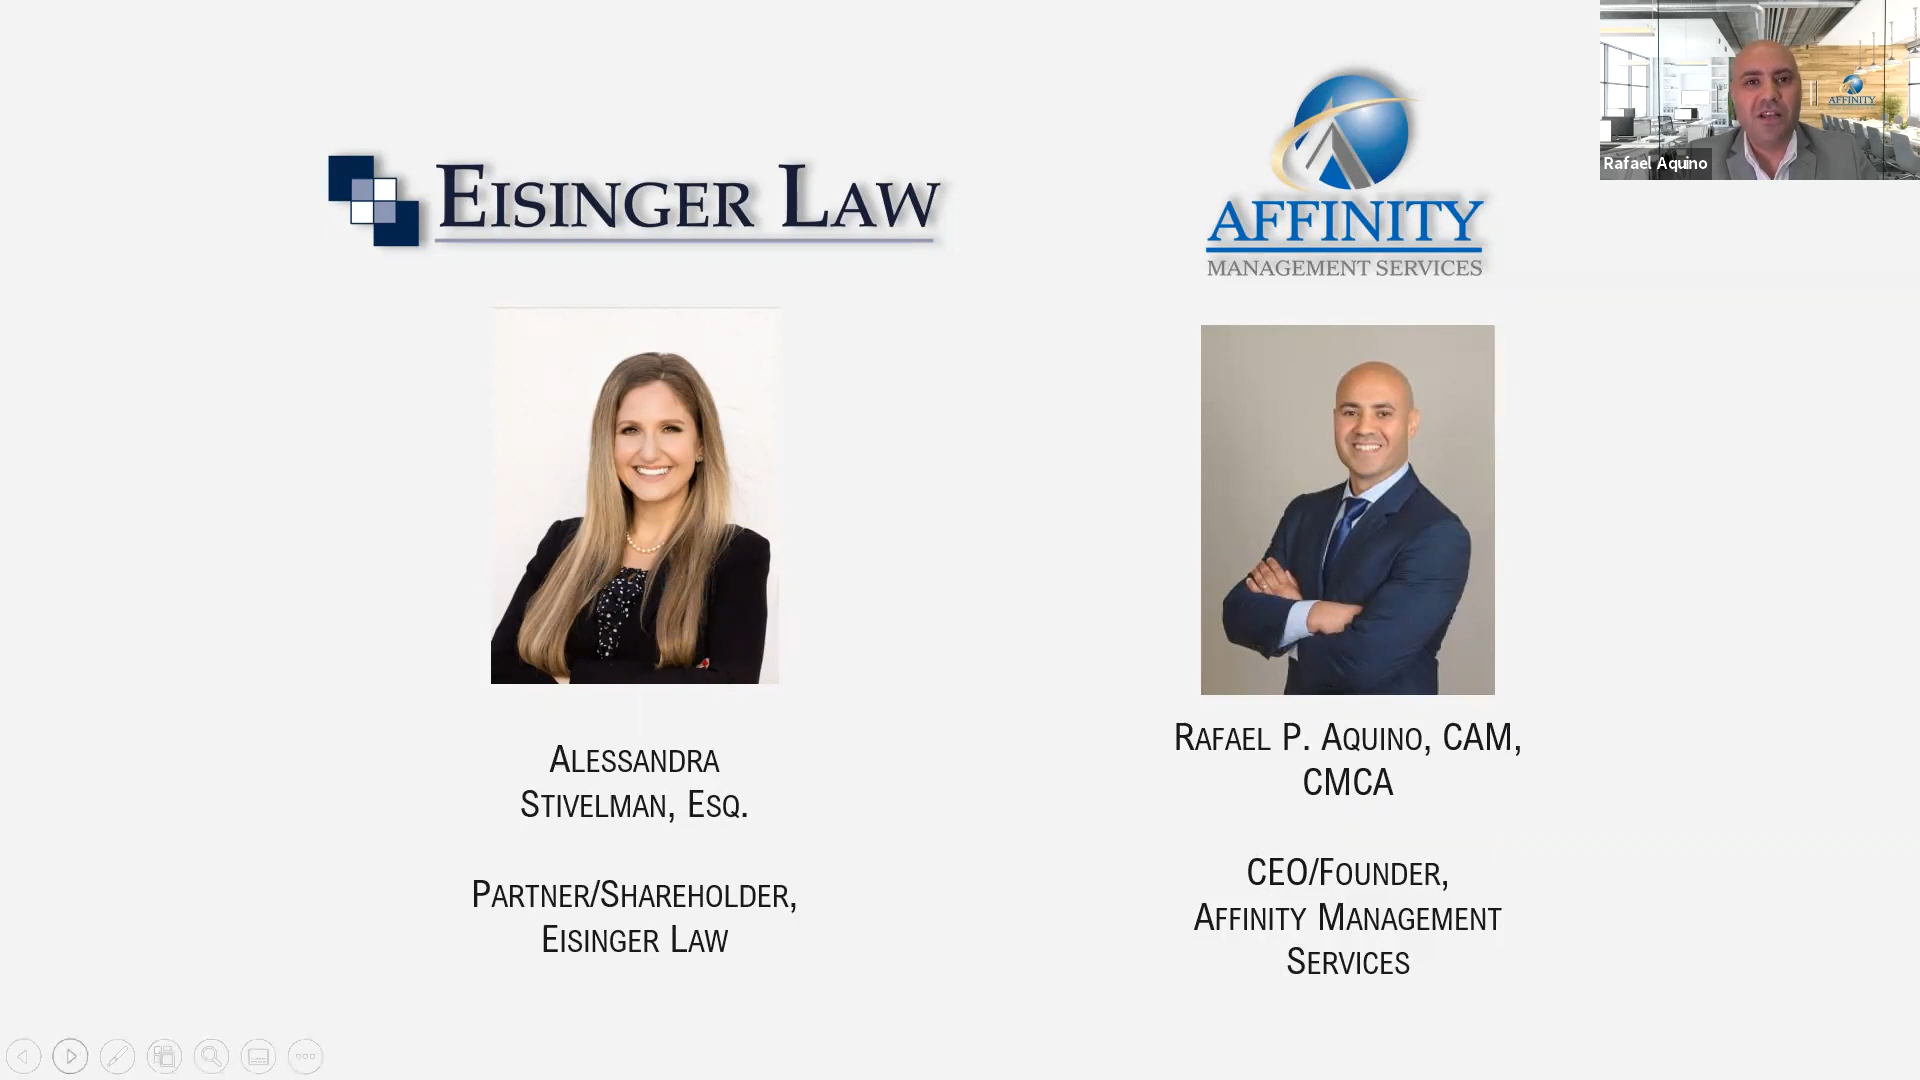 EISINGER LAW
AFFINITY
MANAGEMENT SERVICES
AFFINITY
Rafael Aquino
ALESSANDRA
STIVELMAN, ESQ.
PARTNER/SHAREHOLDER,
EISINGER LAW
RAFAEL P. AQUINO, CAM,
CMCA
CEO/FOUNDER,
AFFINITY MANAGEMENT
SERVICES